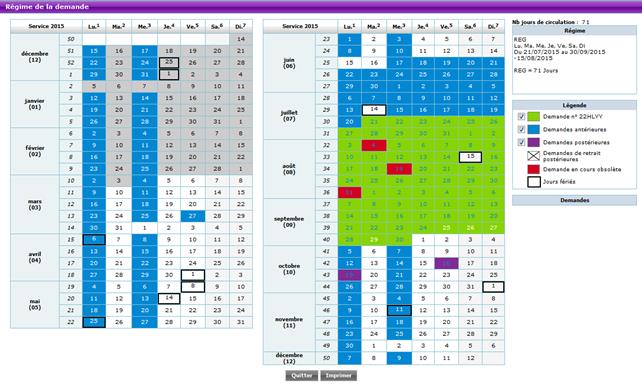 Régime de la demande
Service 2015 Lu.1 Ma.2 Me.3 Je.4 Ve.5 Sa.6 Di.7
décembre (12)
50 14
51 15 16 17 18 19 20 21
52 22 23 24 25 26 27 28
1 29 30 31 1 2 3 4
janvier (01)
2 5 6 7 8 9 10 11
3 12 13 14 15 16 17 18
4 19 20 21 22 23 24 25
5 26 27 28 29 30 31 1
février (02)
6 2 3 4 5 6 7 8
7 9 10 11 12 13 14 15
8 16 17 18 19 20 21 22
9 23 24 25 26 27 28 1
mars (03)
10 2 3 4 5 6 7 8
11 9 10 11 12 13 14 15
12 16 17 18 19 20 21 22
13 23 24 25 26 27 28 29
14 30 31 1 2 3 4 5
avril (04)
15 6 7 8 9 10 11 12
16 13 14 15 16 17 18 19
17 20 21 22 23 24 25 26
18 27 28 29 30 1 2 3
mai (05)
19 4 5 6 7 8 9 10
20 11 12 13 14 15 16 17
21 18 19 20 21 22 23 24
22 25 26 27 28 29 30 31
Service 2015 Lu.1 Ma.2 Me.3 Je.4 Ve.5 Sa.6 Di.7
juin (06)
23 1 2 3 4 5 6 7
24 8 9 10 11 12 13 14
25 15 16 17 18 19 20 21
26 22 23 24 25 26 27 28
27 29 30 1 2 3 4 5
juillet (07)
28 6 7 8 9 10 11 12
29 13 14 15 16 17 18 19
30 20 21 22 23 24 25 26
31 27 28 29 30 31 1 2
août (08)
32 3 4 5 6 7 8 9
33 10 11 12 13 14 15 16
34 17 18 19 20 21 22 23
35 24 25 26 27 28 29 30
36 31 1 2 3 4 5 6
septembre (09)
37 7 8 9 10 11 12 13
38 14 15 16 17 18 19 20
39 21 22 23 24 25 26 27
40 28 29 30 1 2 3 4
octobre (10)
41 5 6 7 8 9 10 11
42 12 13 14 15 16 17 18
43 19 20 21 22 23 24 25
44 26 27 28 29 30 31 1
novembre (11)
45 2 3 4 5 6 7 8
46 9 10 11 12 13 14 15
47 16 17 18 19 20 21 22
48 23 24 25 26 27 28 29
49 30 1 2 3 4 5 6
décembre (12)
50 7 8 9 10 11 12
Nb jours de circulation : 71
Régime
REG
Lu, Ma, Me, Je, Ve, Sa, Di
Du 21/07/2015 au 30/09/2015
-15/08/2015
REG = 71 Jours
Légende
Demande n° 22HLYY
Demandes antérieures
Demandes postérieures
Demandes de retrait
postérieures
Demande en cours obsolète
Jours fériés
Demandes
Quitter Imprimer